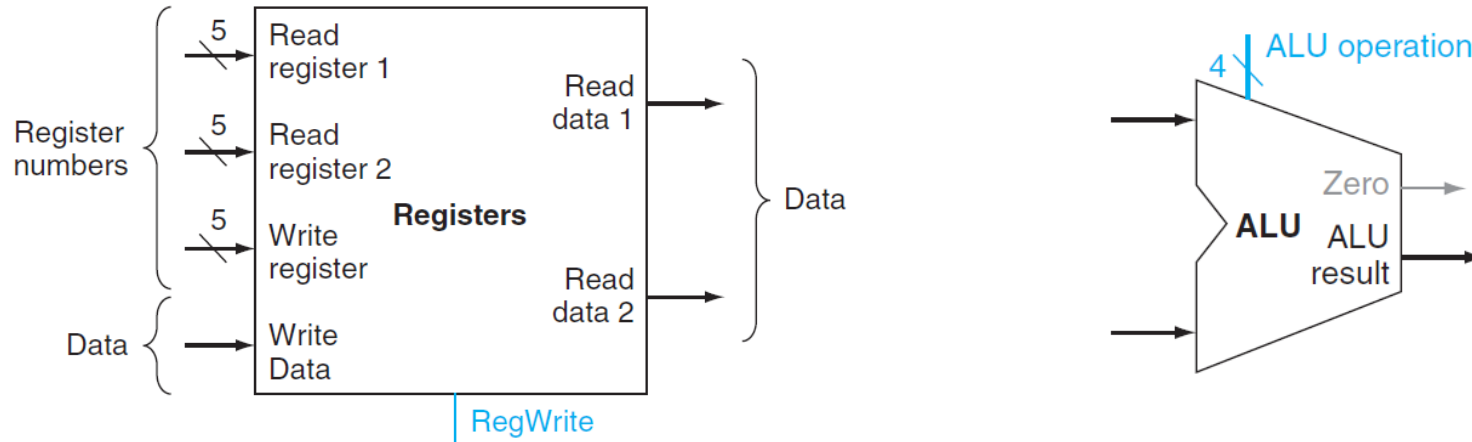 Register
numbers
Data
5
Read
register 1
5
Read
register 2
5
Write
register
Write
Data
Registers
Read
data 1
Read
data 2
RegWrite
Data
4
ALU operation
Zero
ALU
ALU
result